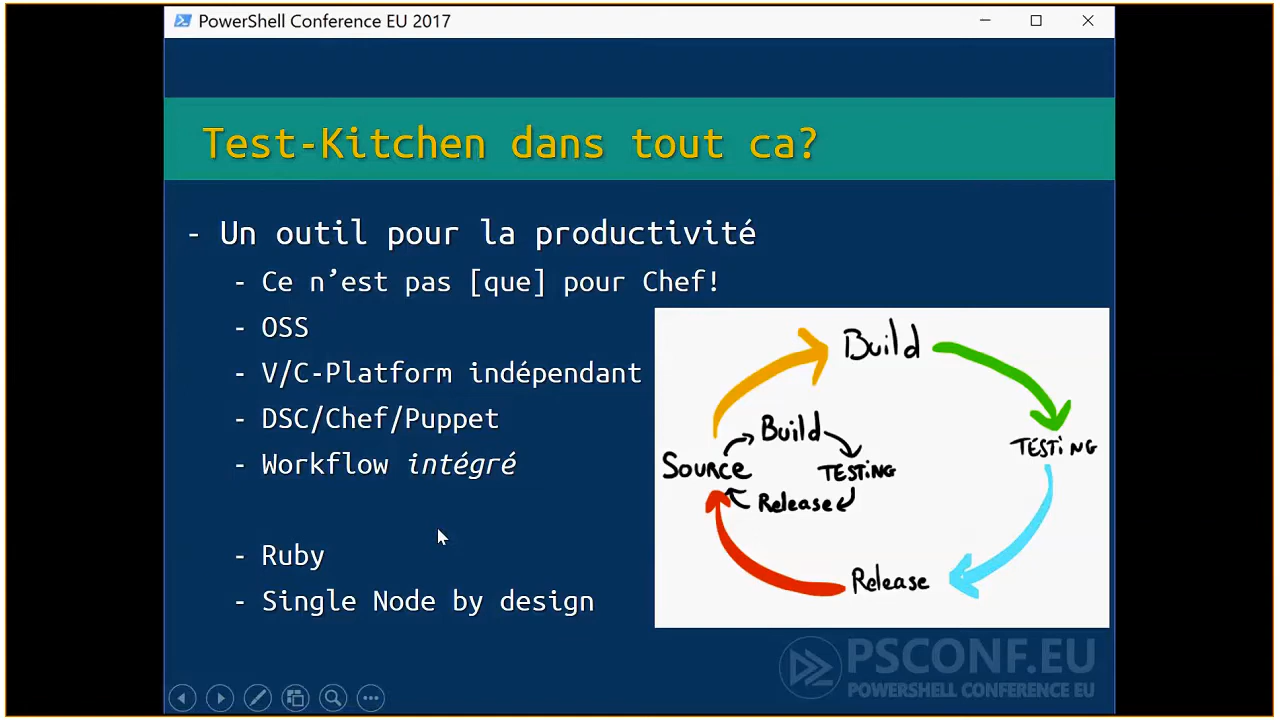 PowerShell Conference EU 2017
Test-Kitchen dans tout ca?
- Un outil pour la productivité
- Ce n’est pas [que] pour Chef!
- OSS
- V/C-Platform indépendant
- DSC/Chef/Puppet
- Workflow intégré
- Ruby
- Single Node by design
Build
TESTiNG
Release
Source
Build
TESTiNG
Release
PSCONF.EU
POWERSHELL CONFERENCE EU